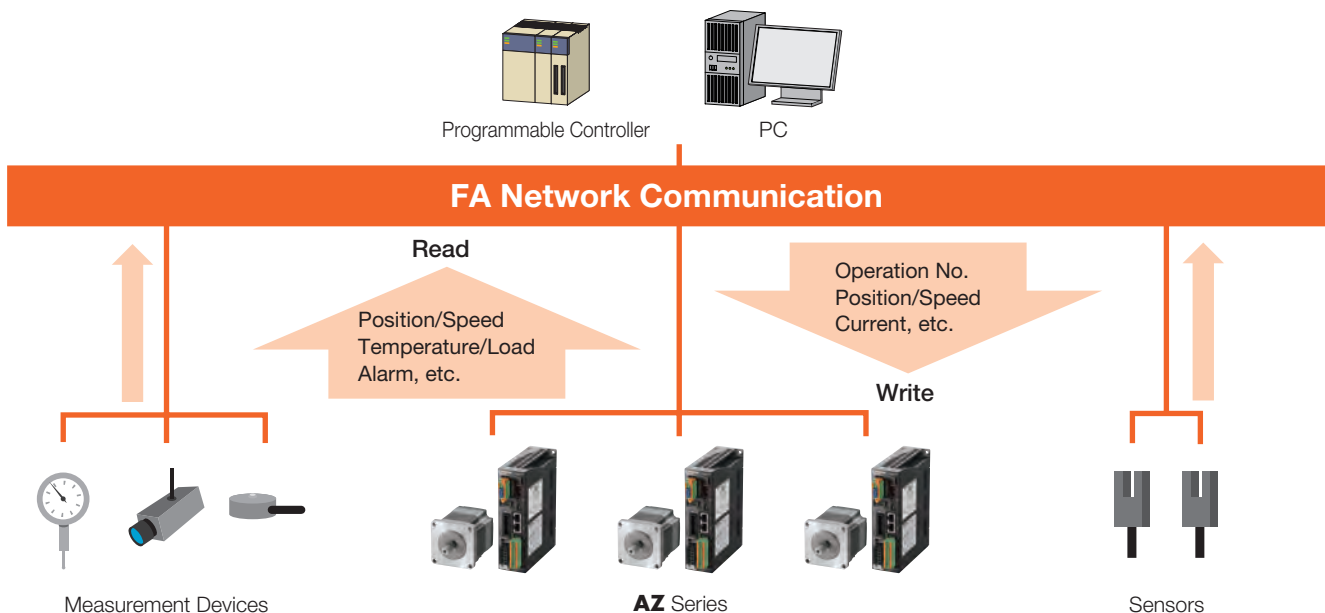 Programmable Controller
PC
FA Network Communication
Read
Position/Speed
Temperature/Load
Alarm, etc.
Operation No.
Position/Speed
Current, etc.
Write
Measurement Devices
AZ Series
Sensors